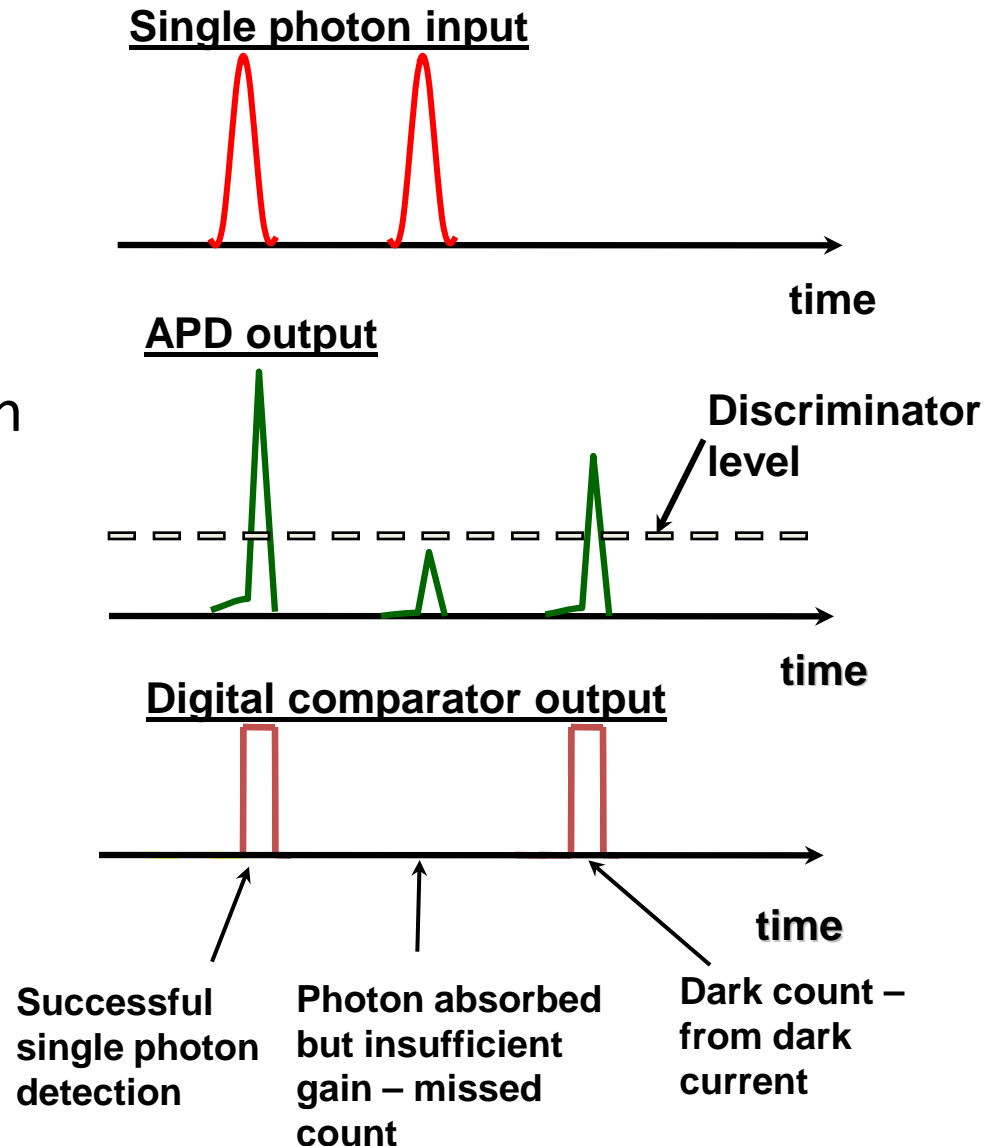 Single photon input
time
APD output
n
Discriminator
level
time
Digital comparator output
time
Successful
single photon
detection
Photon absorbed
but insufficient
gain – missed
count
Dark count –
from dark
current